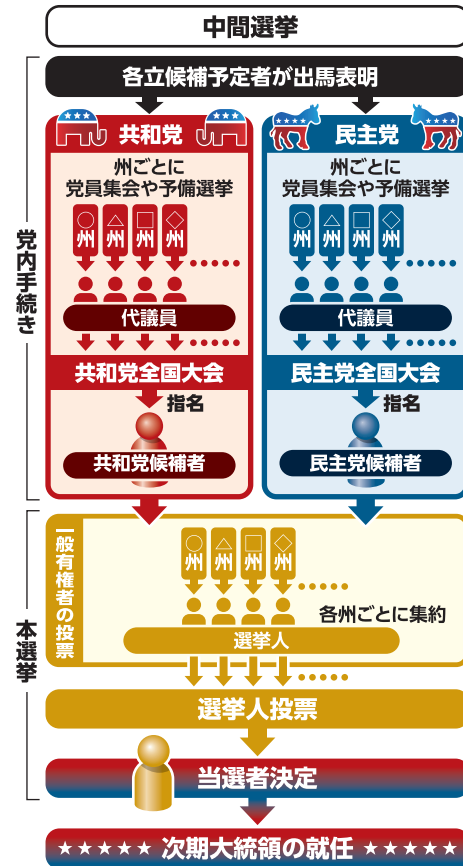 中間選挙
各立候補予定者が出馬表明
党内手続き
共和党
州ごとに
党員集会や予備選挙
○州 △州 □州 ◇州
代議員
共和党全国大会
指名
共和党候補者
民主党
州ごとに
党員集会や予備選挙
○州 △州 □州 ◇州
代議員
民主党全国大会
指名
民主党候補者
本選挙
一般有権者の投票
○州 △州 □州 ◇州
各州ごとに集約
選挙人
選挙人投票
当選者決定
次期大統領の就任